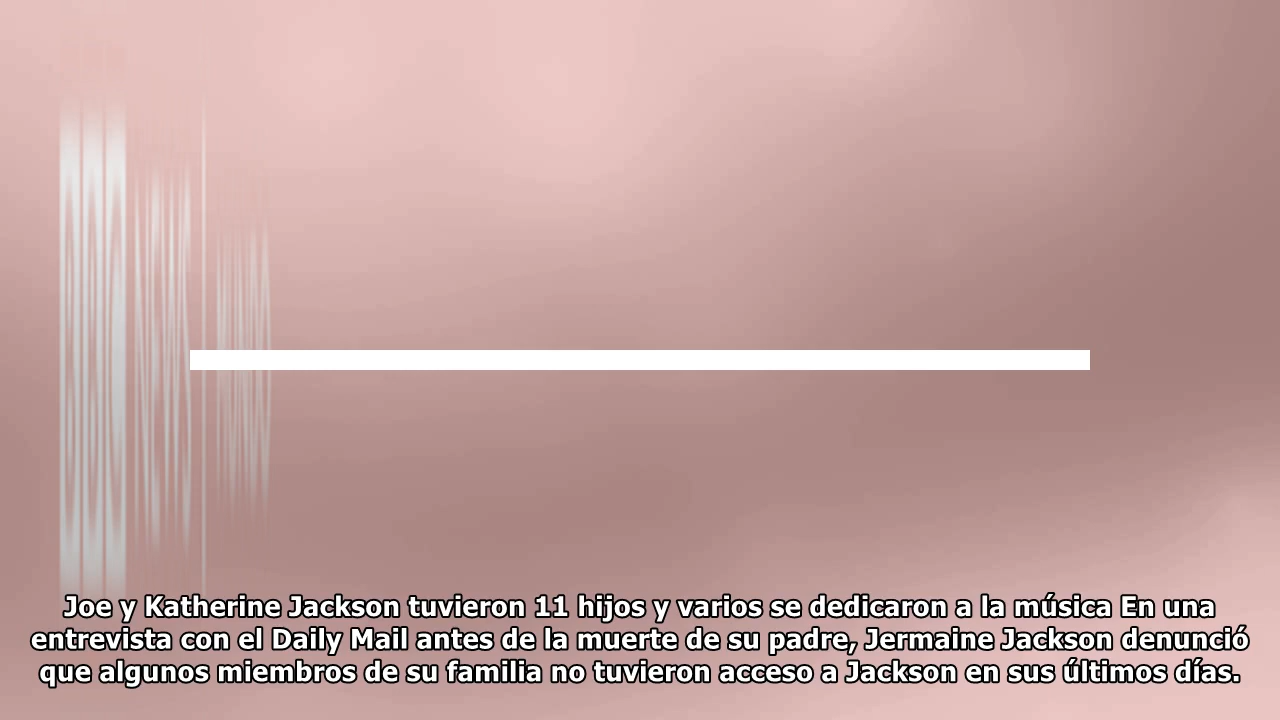 Joe y Katherine Jackson tuvieron 11 hijos y varios se dedicaron a la música En una
entrevista con el Daily Mail antes de la muerte de su padre, Jermaine Jackson denunció
que algunos miembros de su familia no tuvieron acceso a Jackson en sus últimos días.